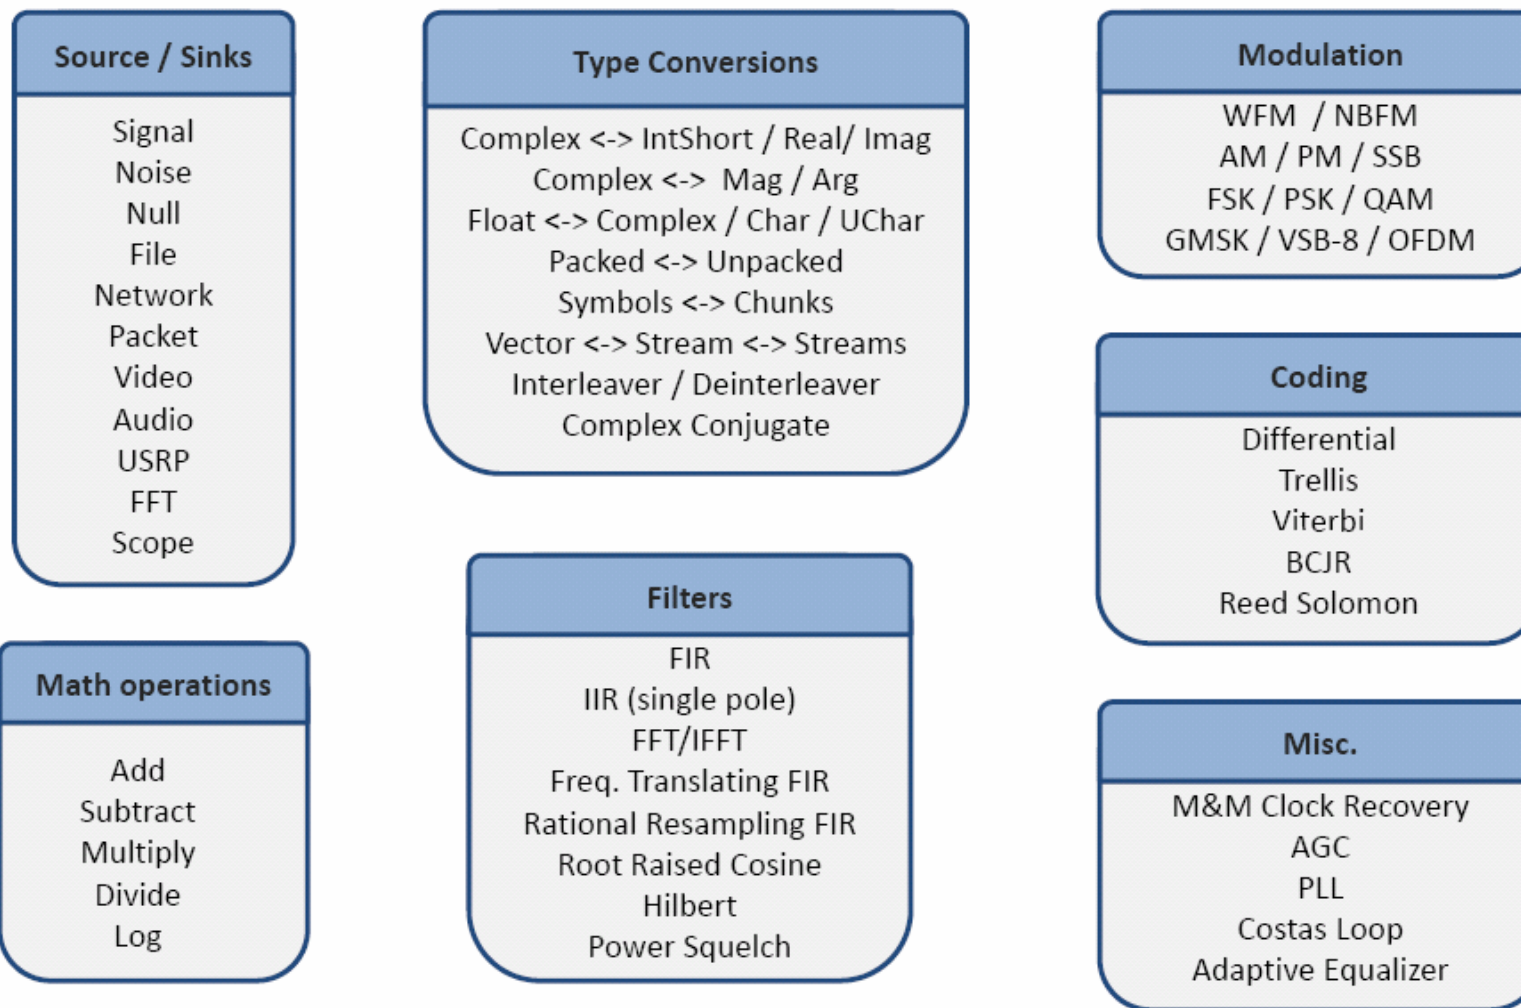 Source / Sinks
Signal
Noise
Null
File
Network
Packet
Video
Audio
USRP
FFT
Scope
Math operations
Add
Subtract
Multiply
Divide
Log
Type Conversions
Complex <-> IntShort / Real/ Imag
Complex <-> Mag / Arg
Float <-> Complex / Char / UChar
Packed <-> Unpacked
Symbols <-> Chunks
Vector <-> Stream <-> Streams
Interleaver / Deinterleaver
Complex Conjugate
Filters
FIR
IIR (single pole)
FFT/IFFT
Freq. Translating FIR
Rational Resampling FIR
Root Raised Cosine
Hilbert
Power Squelch
Modulation
WFM / NBFM
AM / PM / SSB
FSK / PSK / QAM
GMSK / VSB-8 / OFDM
Coding
Differential
Trellis
Viterbi
BCJR
Reed Solomon
Misc.
M&M Clock Recovery
AGC
PLL
Costas Loop
Adaptive Equalizer